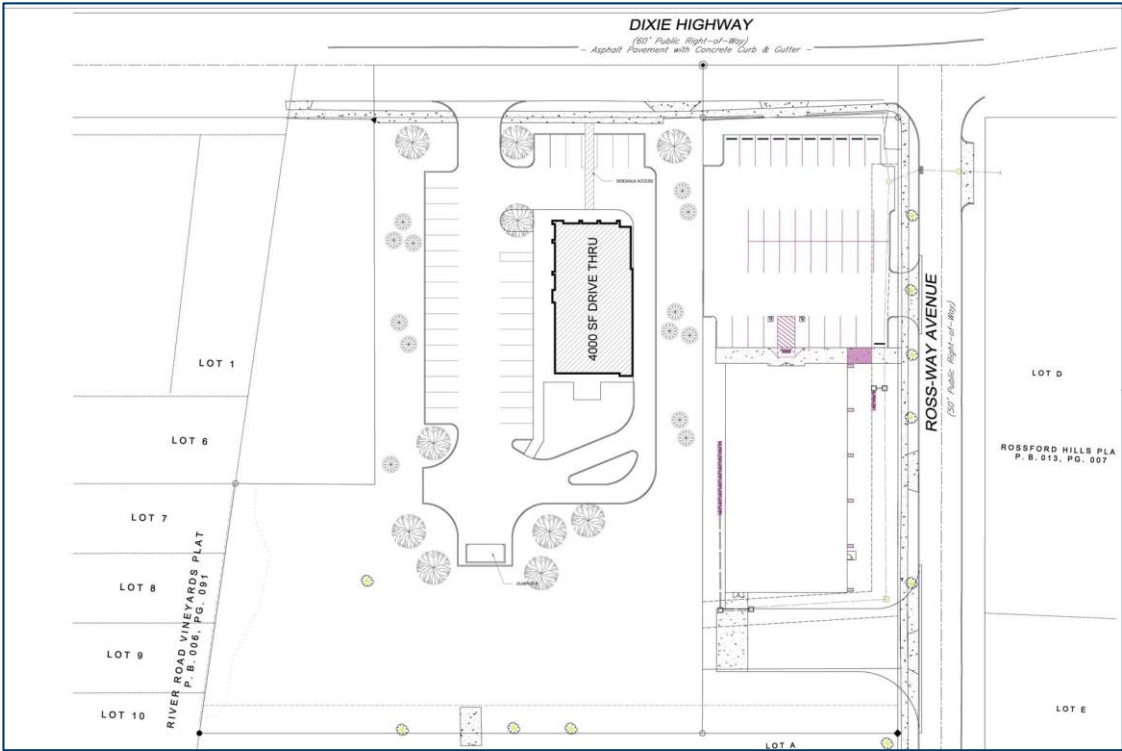 DIXIE HIGHWAY
(60' Public Right-of-Way)
Asphalt Pavement with Concrete Curb & Gutter
SIDEWALK ACCESS
4000 SF DRIVE THRU
ROSS-WAY AVENUE
(50' Public Right-of-Way)
LOT 1
LOT 6
LOT 7
LOT 8
LOT 9
LOT 10
RIVER ROAD VINEYARDS PLAT
P. B. 006, PG. 091
LOT D
ROSSFORD HILLS PLA
P. B. 013, PG. 007
LOT E
LOT A